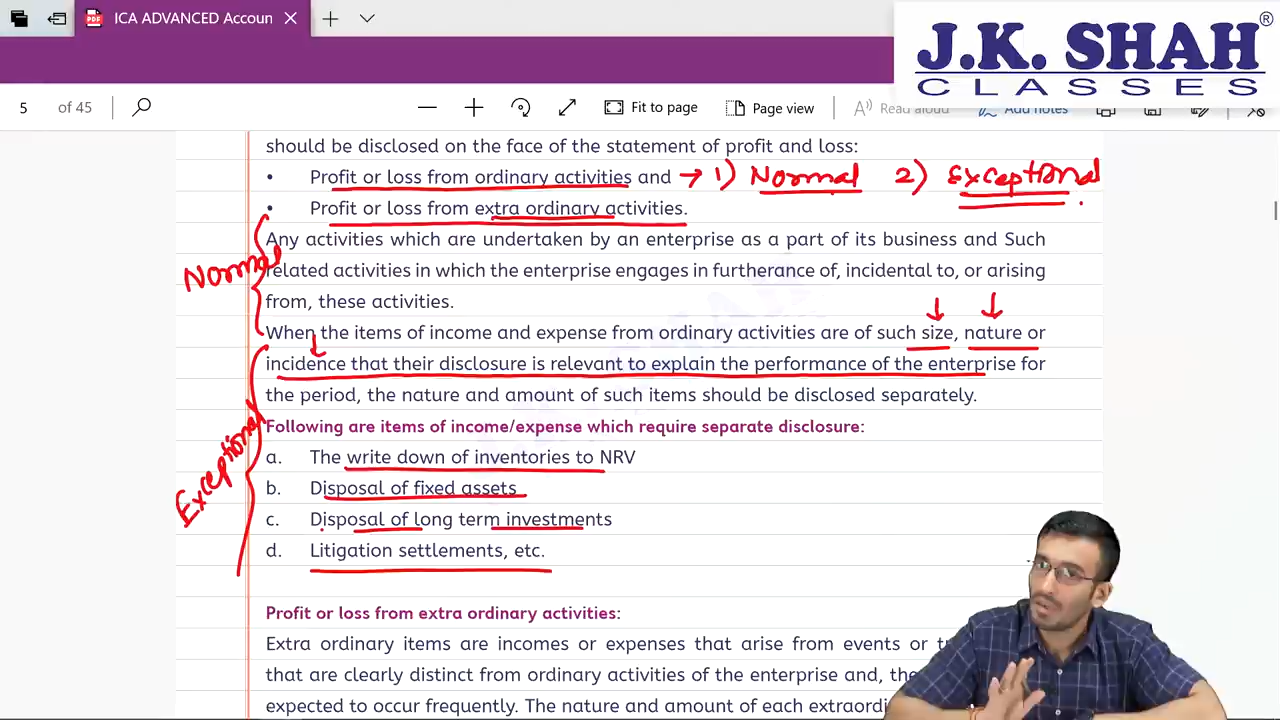 ICA ADVANCED Accoun
J.K. SHAH®
CLASSES
5 of 45
Fit to page
Page view
Read aloud
Add notes
should be disclosed on the face of the statement of profit and loss:
• Profit or loss from ordinary activities and → 1) Normal 2) Exceptional
• Profit or loss from extra ordinary activities.
Any activities which are undertaken by an enterprise as a part of its business and Such
Normal
related activities in which the enterprise engages in furtherance of, incidental to, or arising
from, these activities.
When the items of income and expense from ordinary activities are of such size, nature or
incidence that their disclosure is relevant to explain the performance of the enterprise for
the period, the nature and amount of such items should be disclosed separately.
Exceptional
Following are items of income/expense which require separate disclosure:
a. The write down of inventories to NRV
b. Disposal of fixed assets
c. Disposal of long term investments
d. Litigation settlements, etc.
Profit or loss from extra ordinary activities:
Extra ordinary items are incomes or expenses that arise from events or
that are clearly distinct from ordinary activities of the enterprise and,
expected to occur frequently. The nature and amount of each